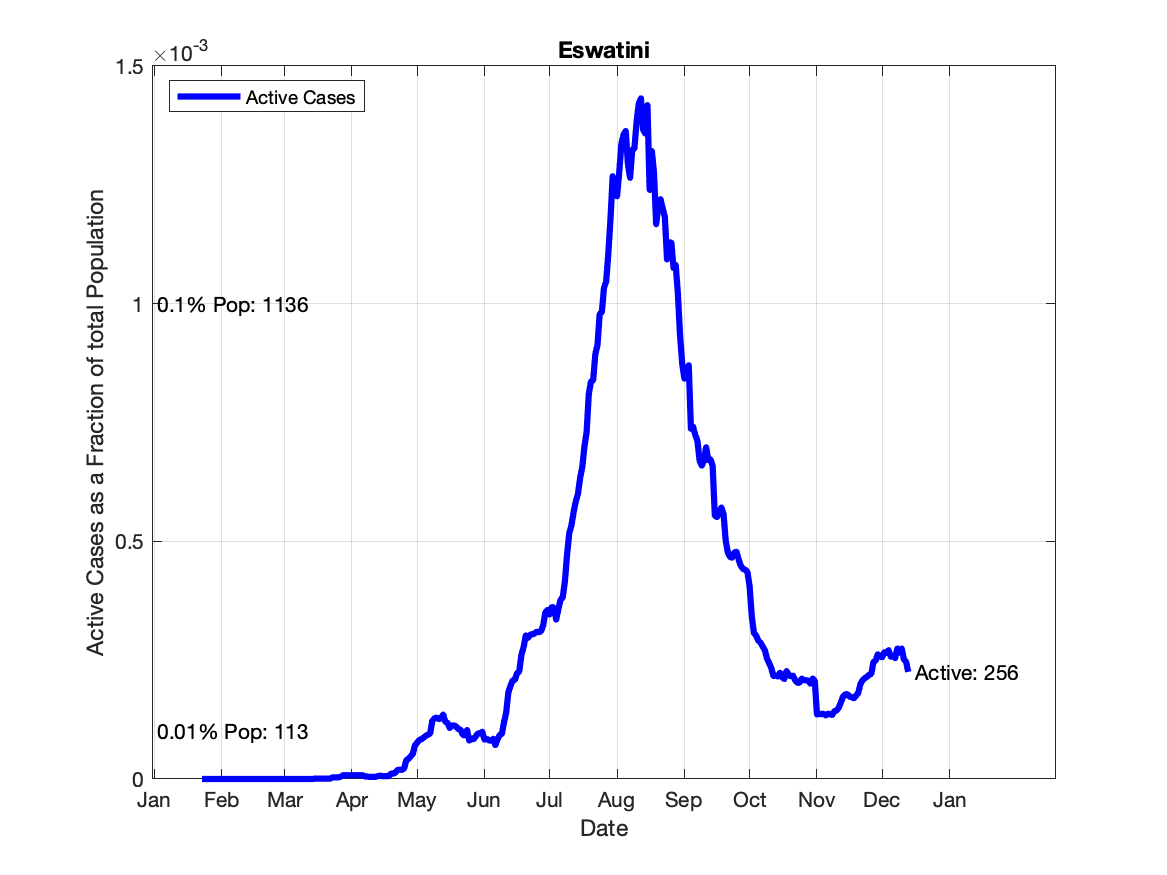 Eswatini
×10-3
1.5
Active Cases
1
0.1% Pop: 1136
0.5
Active: 256
0.01% Pop: 113
0
Jan Feb Mar Apr May Jun Jul Aug Sep Oct Nov Dec Jan
Date
Active Cases as a Fraction of total Population